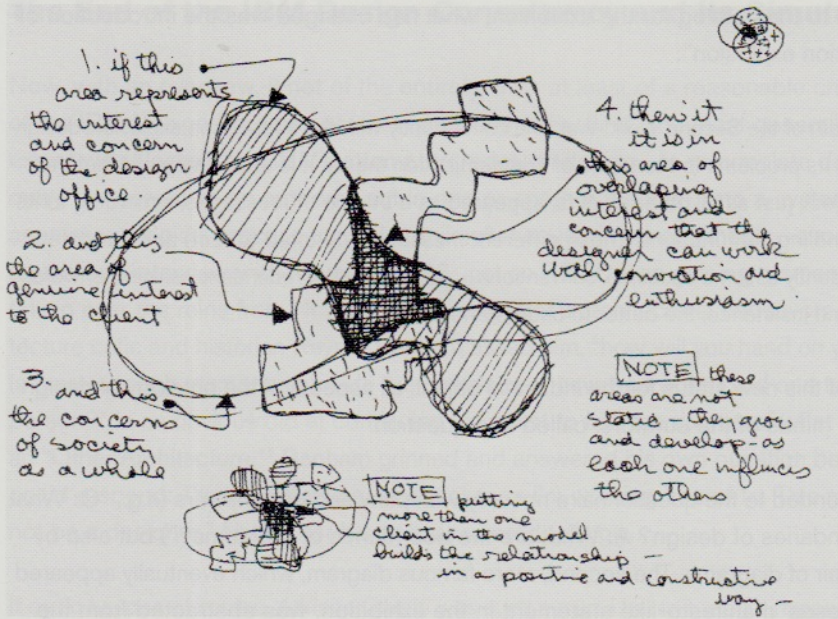 1. if this
area represents
the interest
and concern
of the design
office
2. and this
the area of
genuine interest
to the client
3. and this
the concerns
of society
as a whole
4. then it
it is in
this area of
overlaping
interest and
concern that the
designer can work
with conviction and
enthusiasm
NOTE these
areas are not
static – they grow
and develop – as
each one influences
the others
NOTE: putting
more than one
client in the model
builds the relationship –
in a positive and constructive
way –